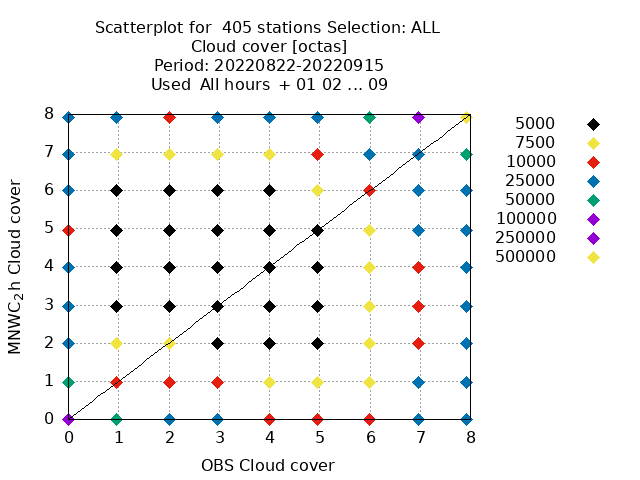 Scatterplot for  405 stations Selection: ALL
Cloud cover [octas]
Period: 20220822-20220915
Used  All hours  + 01 02 ... 09
8
7
6
5
4
3
2
1
0
MNWC₂h Cloud cover
0 1 2 3 4 5 6 7 8
OBS Cloud cover
5000
7500
10000
25000
50000
100000
250000
500000